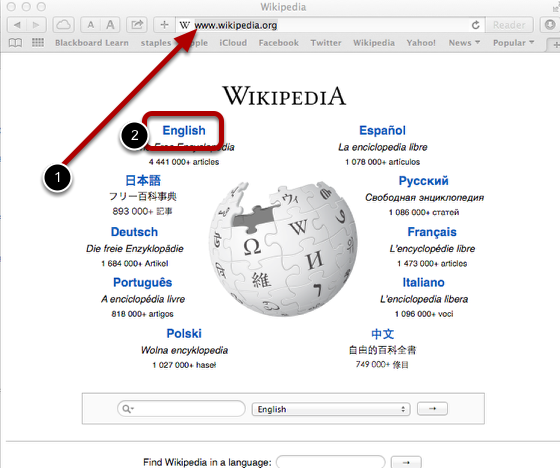 Wikipedia
A A
www.wikipedia.org
Reader
Blackboard Learn staples Apple iCloud Facebook Twitter Wikipedia Yahoo! News Popular
1
WIKIPEDIA
2
English
The Free Encyclopedia
4 441 000+ articles
Español
La enciclopedia libre
1 078 000+ artículos
日本語
フリー百科事典
893 000+ 記事
Русский
Свободная энциклопедия
1 086 000+ статей
Deutsch
Die freie Enzyklopädie
1 684 000+ Artikel
Français
L'encyclopédie libre
1 473 000+ articles
Português
A enciclopédia livre
818 000+ artigos
Italiano
L'enciclopedia libera
1 096 000+ voci
Polski
Wolna encyklopedia
1 027 000+ haseł
中文
自由的百科全書
749 000+ 條目
Ω W И 維
English
Find Wikipedia in a language: